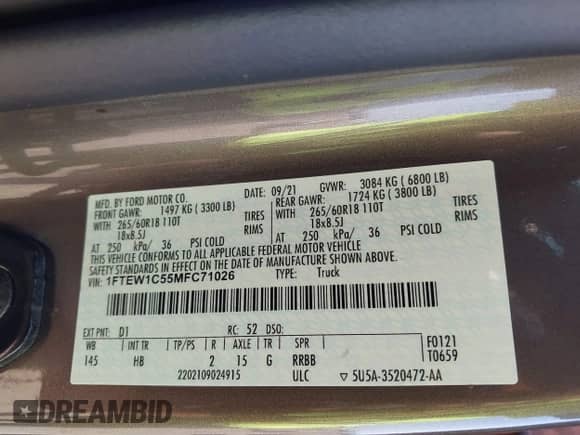 MFD. BY FORD MOTOR CO. DATE: 09/21 GVWR: 3084 KG ( 6800 LB)
FRONT GAWR: 1497 KG ( 3300 LB) REAR GAWR: 1724 KG ( 3800 LB)
WITH 265/60R18 110T TIRES WITH 265/60R18 110T TIRES
18x8.5J RIMS 18x8.5J RIMS
AT 250 kPa/ 36 PSI COLD AT 250 kPa/ 36 PSI COLD
THIS VEHICLE CONFORMS TO ALL APPLICABLE FEDERAL MOTOR VEHICLE
SAFETY STANDARDS IN EFFECT ON THE DATE OF MANUFACTURE SHOWN ABOVE.
VIN: 1FTEW1C55MFC71026 TYPE: Truck
EXT PNT: D1 RC: 52 DSO:
WB INT TR TP/PS R AXLE TR SPR F0121
145 HB 2 15 G RRBB T0659
2202109024915 ULC ▽ 5U5A-3520472-AA
DREAMBID